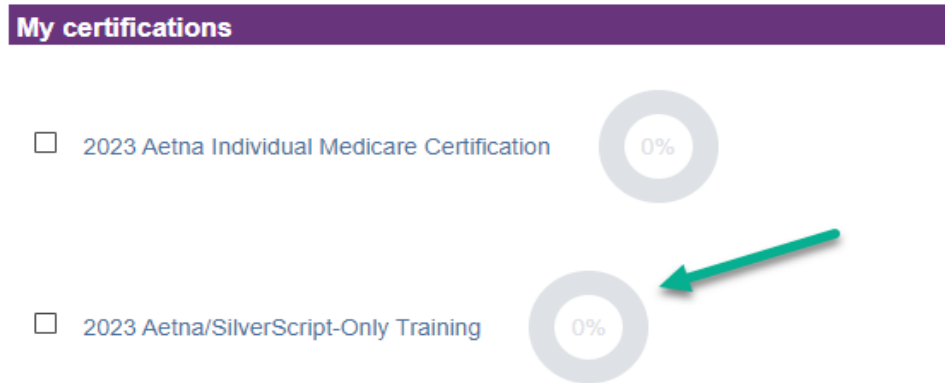 My certifications
2023 Aetna Individual Medicare Certification 0%
2023 Aetna/SilverScript-Only Training 0%